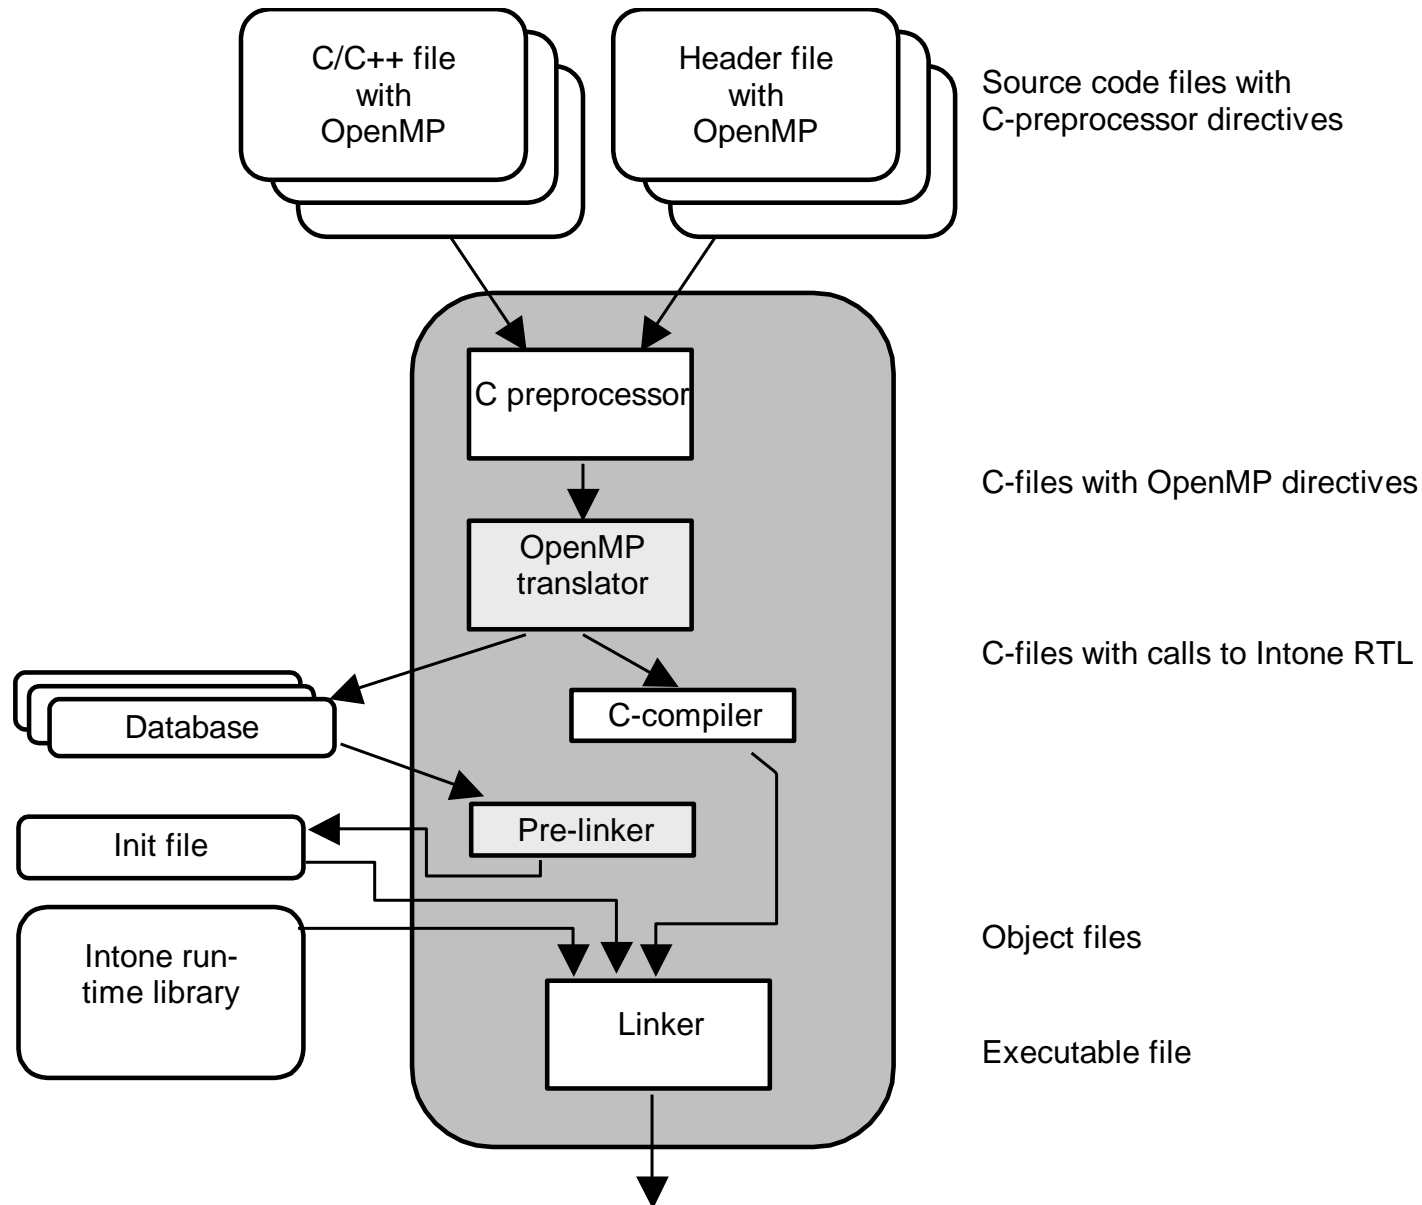 C/C++ file
with
OpenMP
Header file
with
OpenMP
Source code files with
C-preprocessor directives
C preprocessor
C-files with OpenMP directives
OpenMP
translator
C-files with calls to Intone RTL
Database
C-compiler
Pre-linker
Init file
Intone run-
time library
Object files
Linker
Executable file